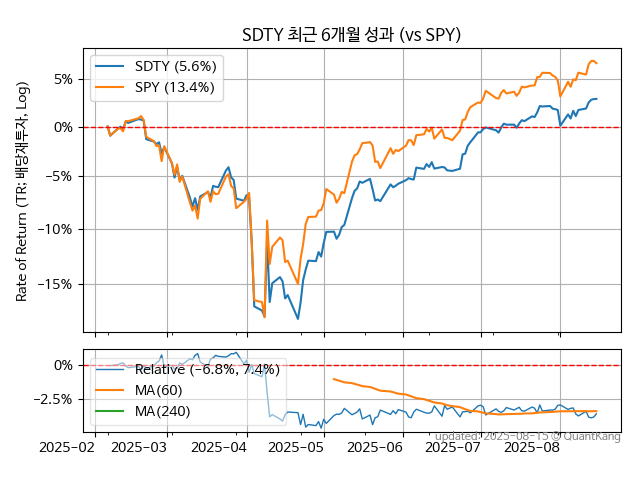 SDTY 최근 6개월 성과 (vs SPY)
SDTY (5.6%)
SPY (13.4%)
5%
0%
−5%
−10%
−15%
Rate of Return (TR: 배당재투자, Log)
Relative (−6.8%, 7.4%)
MA(60)
MA(240)
0%
−2.5%
2025-02 2025-03 2025-04 2025-05 2025-06 2025-07 2025-08
updated: 2025-08-15 © QuantKang